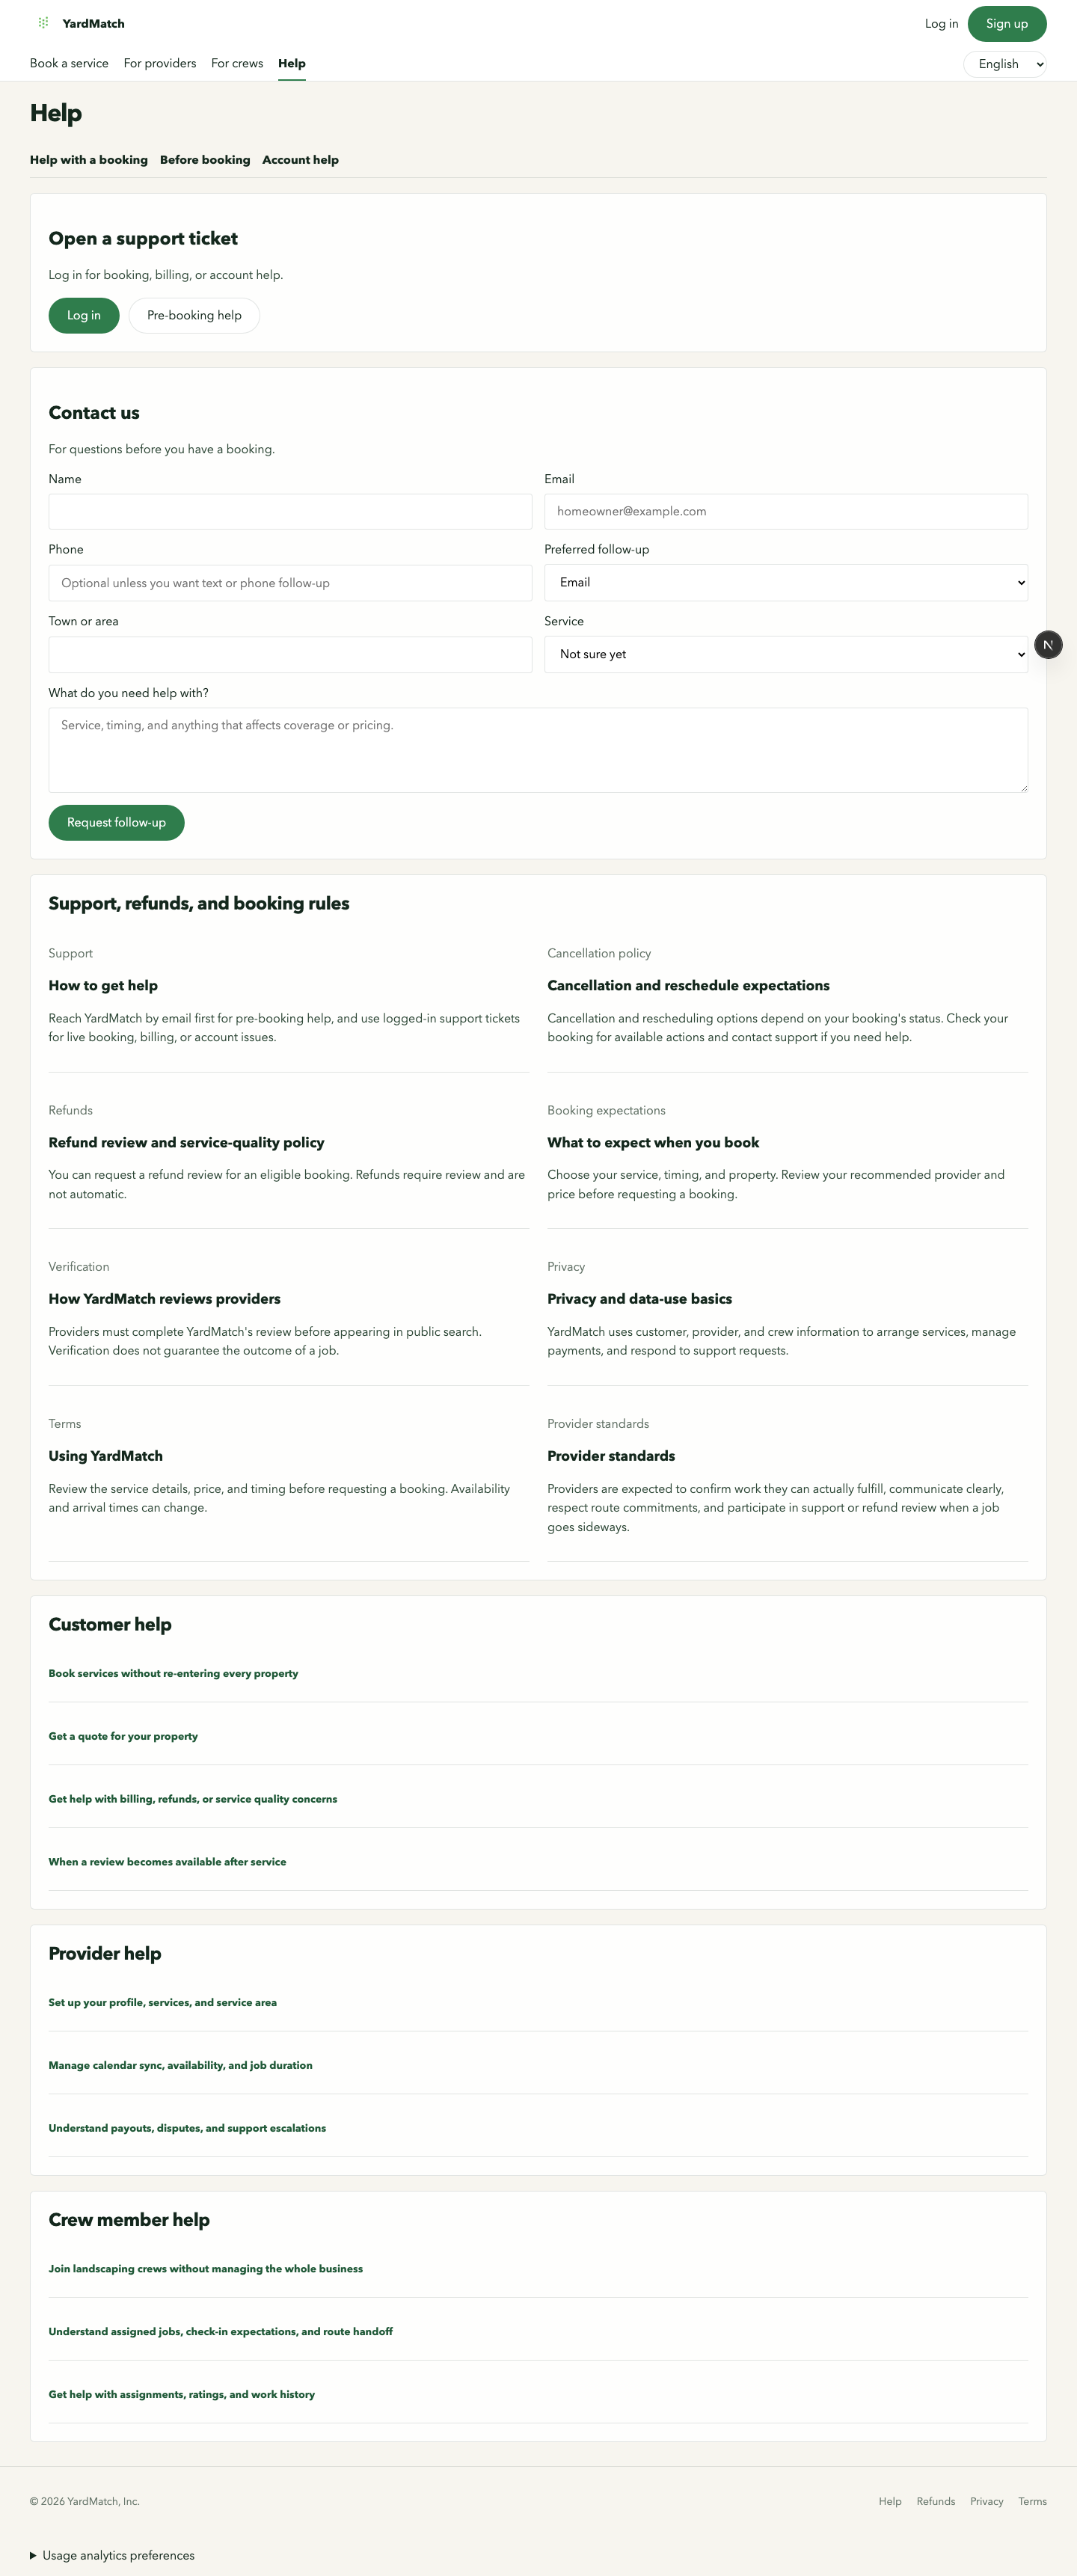 YardMatch
Log in
Sign up
Book a service
For providers
For crews
Help
English
Help
Help with a booking
Before booking
Account help
Open a support ticket
Log in for booking, billing, or account help.
Log in
Pre-booking help
Contact us
For questions before you have a booking.
Name
Email
homeowner@example.com
Phone
Preferred follow-up
Optional unless you want text or phone follow-up
Email
Town or area
Service
Not sure yet
N
What do you need help with?
Service, timing, and anything that affects coverage or pricing.
Request follow-up
Support, refunds, and booking rules
Support
How to get help
Reach YardMatch by email first for pre-booking help, and use logged-in support tickets
for live booking, billing, or account issues.
Cancellation policy
Cancellation and reschedule expectations
Cancellation and rescheduling options depend on your booking's status. Check your
booking for available actions and contact support if you need help.
Refunds
Refund review and service-quality policy
You can request a refund review for an eligible booking. Refunds require review and are
not automatic.
Booking expectations
What to expect when you book
Choose your service, timing, and property. Review your recommended provider and
price before requesting a booking.
Verification
How YardMatch reviews providers
Providers must complete YardMatch's review before appearing in public search.
Verification does not guarantee the outcome of a job.
Privacy
Privacy and data-use basics
YardMatch uses customer, provider, and crew information to arrange services, manage
payments, and respond to support requests.
Terms
Using YardMatch
Review the service details, price, and timing before requesting a booking. Availability
and arrival times can change.
Provider standards
Provider standards
Providers are expected to confirm work they can actually fulfill, communicate clearly,
respect route commitments, and participate in support or refund review when a job
goes sideways.
Customer help
Book services without re-entering every property
Get a quote for your property
Get help with billing, refunds, or service quality concerns
When a review becomes available after service
Provider help
Set up your profile, services, and service area
Manage calendar sync, availability, and job duration
Understand payouts, disputes, and support escalations
Crew member help
Join landscaping crews without managing the whole business
Understand assigned jobs, check-in expectations, and route handoff
Get help with assignments, ratings, and work history
© 2026 YardMatch, Inc.
Help
Refunds
Privacy
Terms
Usage analytics preferences